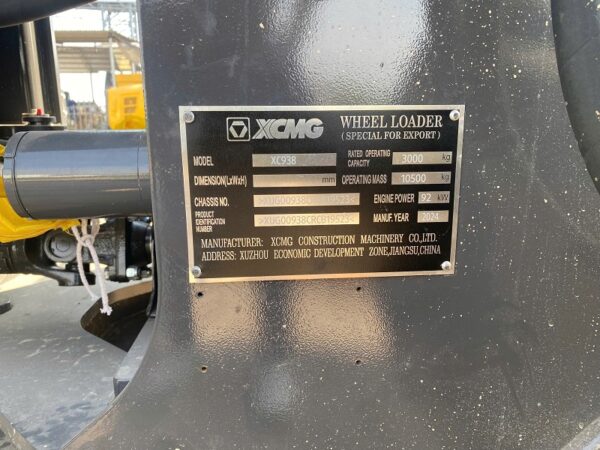 XCMG WHEEL LOADER
(SPECIAL FOR EXPORT)
MODEL XC938 RATED OPERATING CAPACITY 3000 kg
DIMENSION(LxWxH) mm OPERATING MASS 10500 kg
CHASSIS NO. ENGINE POWER 92 kW
PRODUCT IDENTIFICATION NUMBER >XUG00938CRCB19523< MANUF. YEAR 2024
MANUFACTURER: XCMG CONSTRUCTION MACHINERY CO.,LTD.
ADDRESS: XUZHOU ECONOMIC DEVELOPMENT ZONE,JIANGSU,CHINA